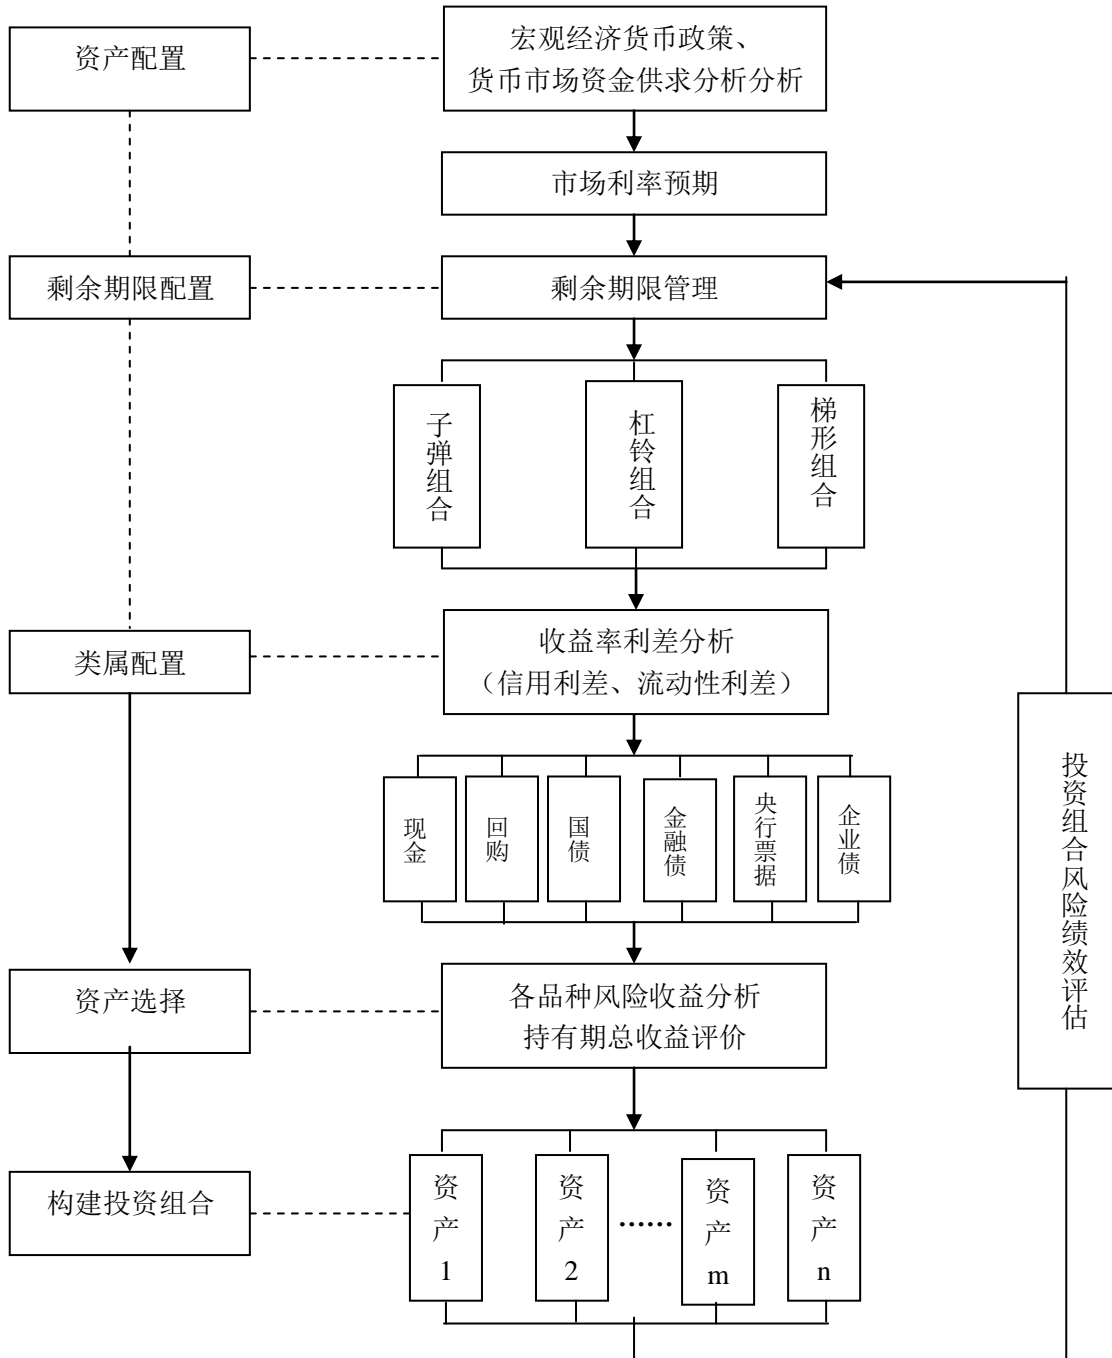 资产配置
宏观经济货币政策、
货币市场资金供求分析分析
市场利率预期
剩余期限配置
剩余期限管理
子弹组合
杠铃组合
梯形组合
类属配置
收益率利差分析
（信用利差、流动性利差）
现金
回购
国债
金融债
央行票据
企业债
投资组合风险绩效评估
资产选择
各品种风险收益分析
持有期总收益评价
构建投资组合
资产1
资产2
……
资产m
资产n